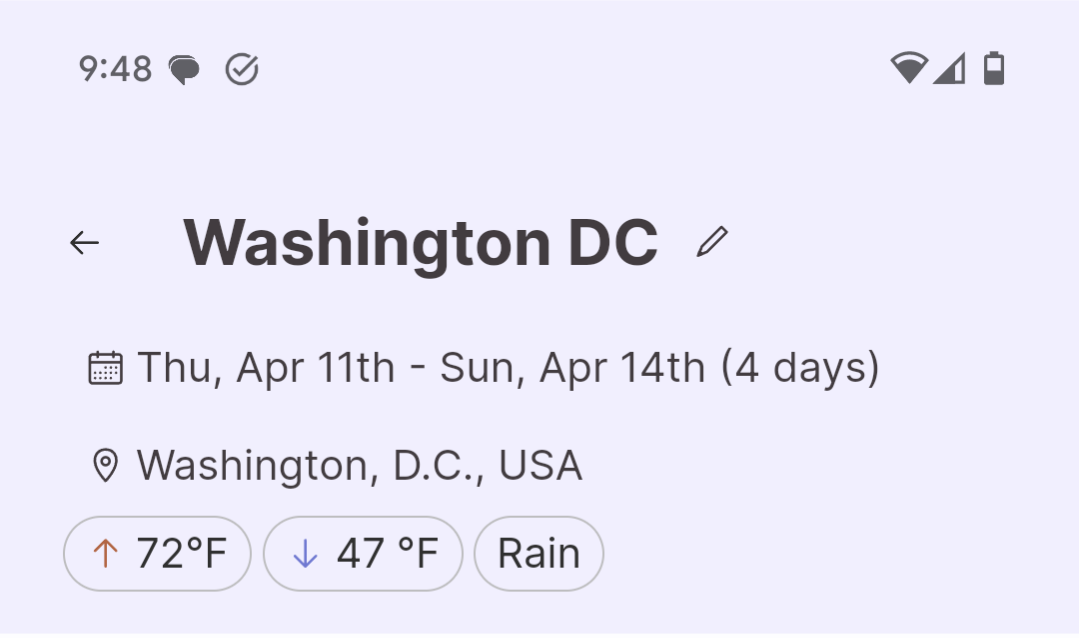 9:48
Washington DC
Thu, Apr 11th - Sun, Apr 14th (4 days)
Washington, D.C., USA
↑ 72°F ↓ 47 °F Rain